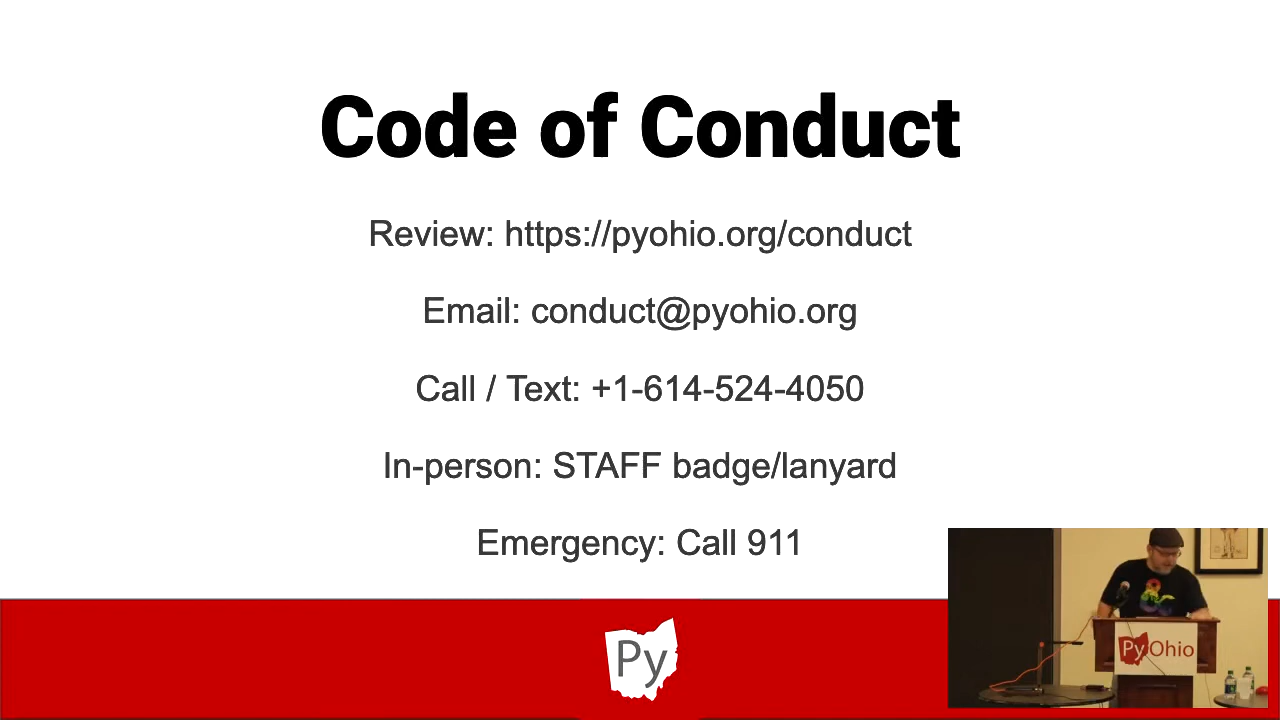 Code of Conduct
Review: https://pyohio.org/conduct
Email: conduct@pyohio.org
Call / Text: +1-614-524-4050
In-person: STAFF badge/lanyard
Emergency: Call 911
Py
PyOhio